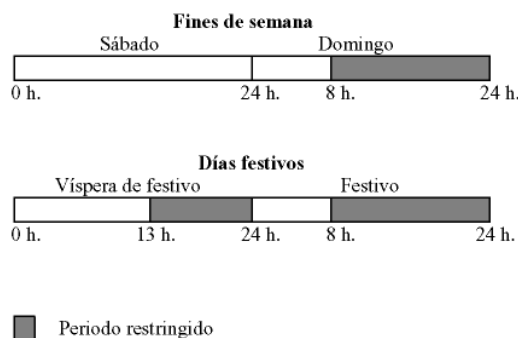 Fines de semana
Sábado Domingo
0 h. 24 h. 8 h. 24 h.
Días festivos
Víspera de festivo Festivo
0 h. 13 h. 24 h. 8 h. 24 h.
Periodo restringido